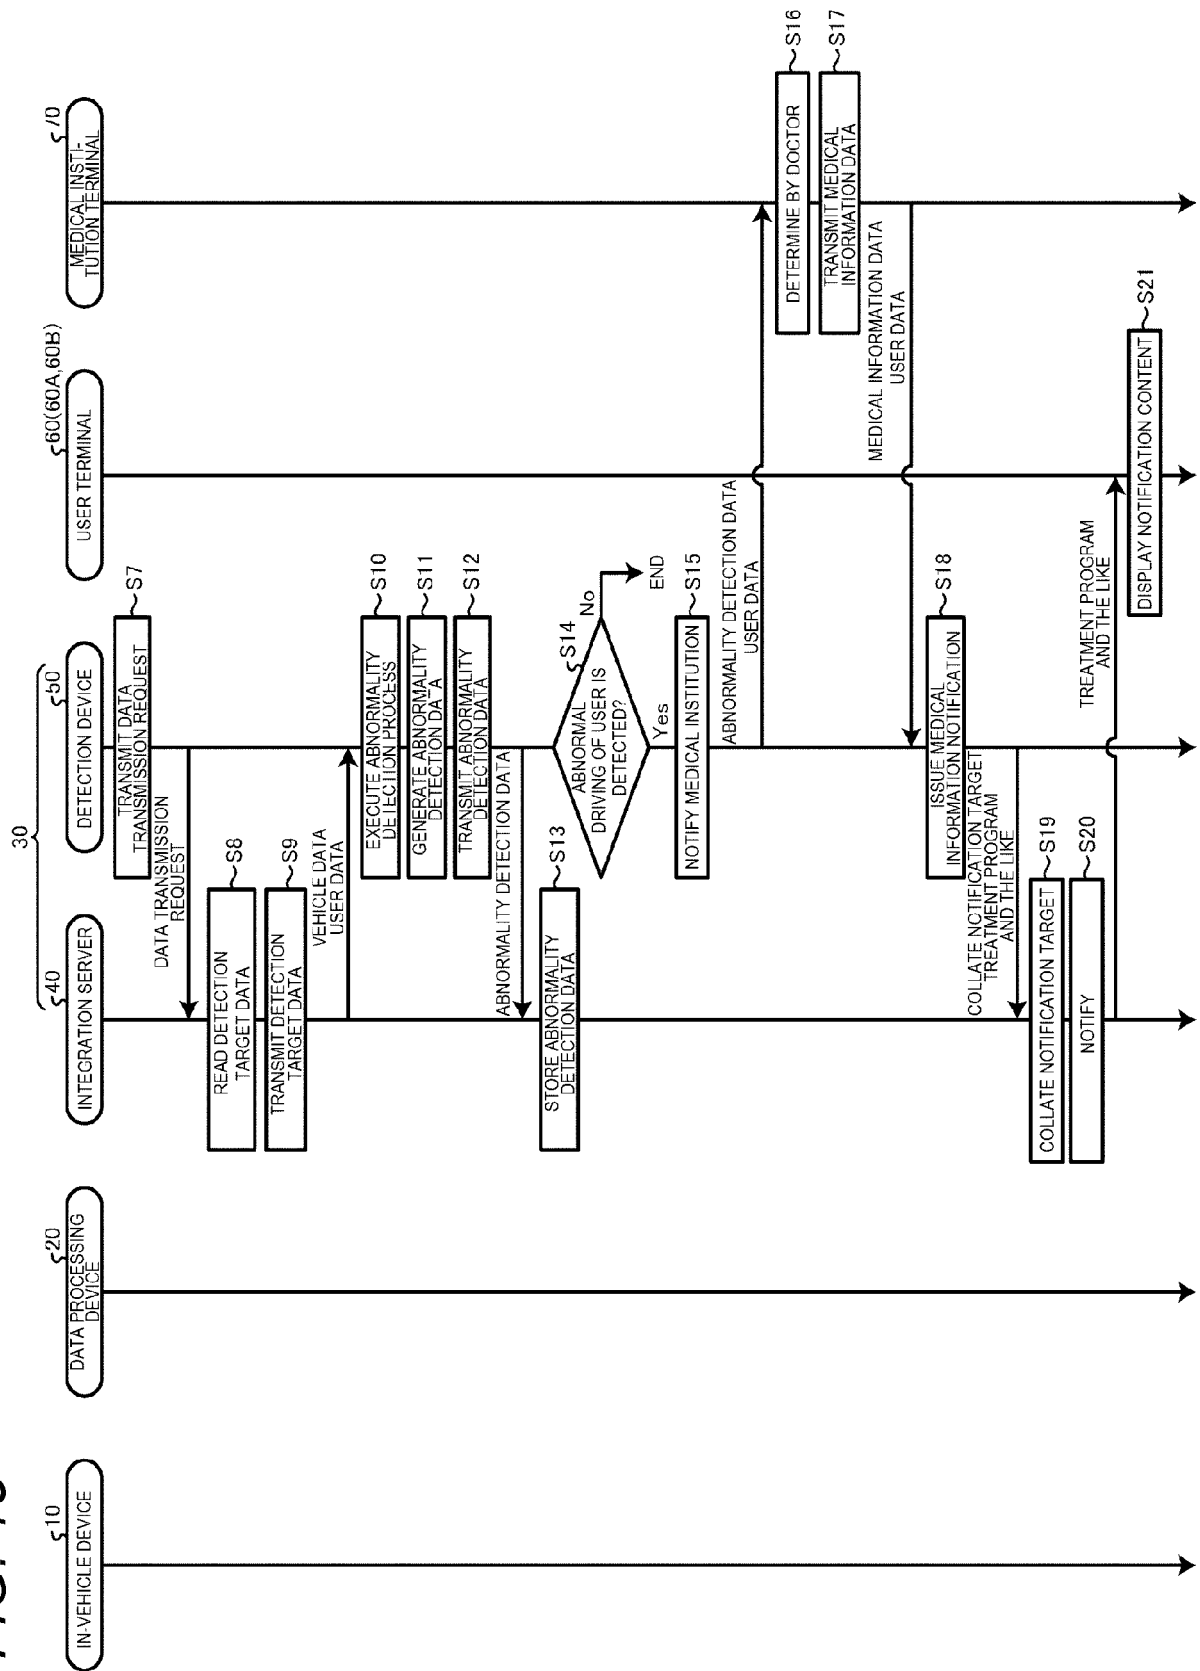 30
10
IN-VEHICLE DEVICE
20
DATA PROCESSING
DEVICE
40
INTEGRATION SERVER
50
DETECTION DEVICE
60(60A,60B)
USER TERMINAL
70
MEDICAL INSTI-
TUTION TERMINAL
TRANSMIT DATA
TRANSMISSION REQUEST
S7
DATA TRANSMISSION
REQUEST
READ DETECTION
TARGET DATA
S8
TRANSMIT DETECTION
TARGET DATA
S9
VEHICLE DATA
USER DATA
EXECUTE ABNORMALITY
DETECTION PROCESS
S10
GENERATE ABNORMALITY
DETECTION DATA
S11
TRANSMIT ABNORMALITY
DETECTION DATA
S12
ABNORMALITY DETECTION DATA
STORE ABNORMALITY
DETECTION DATA
S13
ABNORMAL
DRIVING OF USER IS
DETECTED?
S14
No
END
Yes
NOTIFY MEDICAL INSTITUTION
S15
ABNORMALITY DETECTION DATA
USER DATA
DETERMINE BY DOCTOR
S16
TRANSMIT MEDICAL
INFORMATION DATA
S17
MEDICAL INFORMATION DATA
USER DATA
ISSUE MEDICAL
INFORMATION NOTIFICATION
S18
COLLATE NOTIFICATION TARGET
TREATMENT PROGRAM
AND THE LIKE
COLLATE NOTIFICATION TARGET
S19
NOTIFY
S20
TREATMENT PROGRAM
AND THE LIKE
DISPLAY NOTIFICATION CONTENT
S21